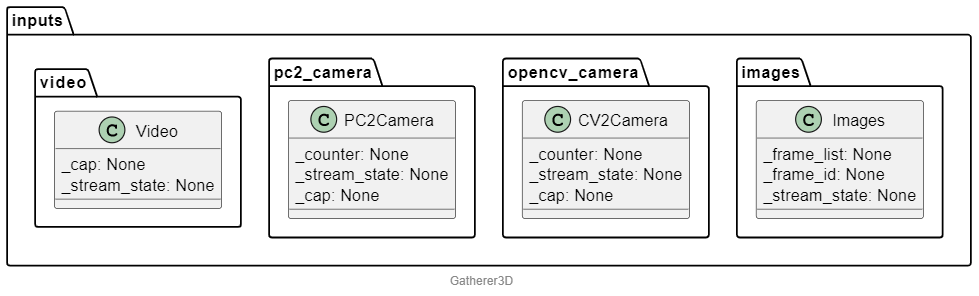 inputs
video
C Video
_cap: None
_stream_state: None
pc2_camera
C PC2Camera
_counter: None
_stream_state: None
_cap: None
opencv_camera
C CV2Camera
_counter: None
_stream_state: None
_cap: None
images
C Images
_frame_list: None
_frame_id: None
_stream_state: None
Gatherer3D